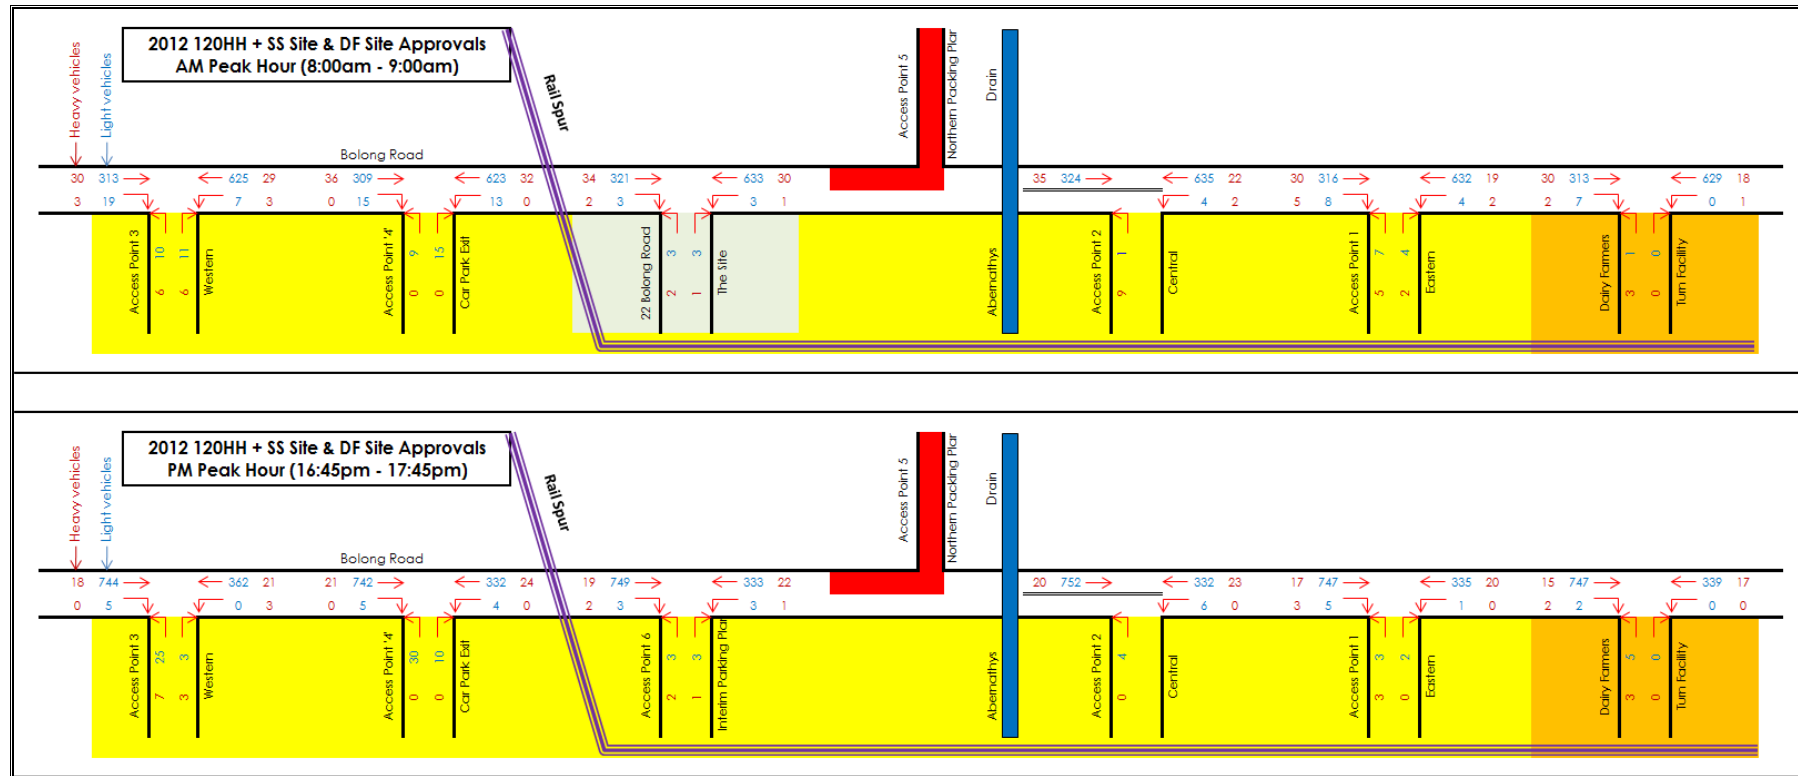 2012 120HH + SS Site & DF Site Approvals
AM Peak Hour (8:00am - 9:00am)
Heavy vehicles
Light vehicles
Rail Spur
Access Point 5
Northern Packing Plar
Drain
Bolong Road
30 313 625 29 36 309 623 32 34 321 633 30 35 324 635 22 30 316 632 19 30 313 629 18
3 19 7 3 0 15 13 0 2 3 3 1 4 2 5 8 4 2 2 7 0 1
Access Point 3
6 10
6 11
Western
Access Point '4'
0 9
0 15
Car Park Exit
22 Bolong Road
2 3
1 3
The Site
Abernathys
Access Point 2
9 1
Central
Access Point 1
5 7
2 4
Eastern
Dairy Farmers
3 1
0 0
Turn Facility
2012 120HH + SS Site & DF Site Approvals
PM Peak Hour (16:45pm - 17:45pm)
Heavy vehicles
Light vehicles
Rail Spur
Access Point 5
Northern Packing Plar
Drain
Bolong Road
18 744 362 21 21 742 332 24 19 749 333 22 20 752 332 23 17 747 335 20 15 747 339 17
0 5 0 3 0 5 4 0 2 3 3 1 6 0 3 5 1 0 2 2 0 0
Access Point 3
7 25
3 3
Western
Access Point '4'
0 30
0 10
Car Park Exit
Access Point 6
2 3
1 3
Interim Parking Plar
Abernathys
Access Point 2
0 4
Central
Access Point 1
3 3
0 2
Eastern
Dairy Farmers
3 5
0 0
Turn Facility